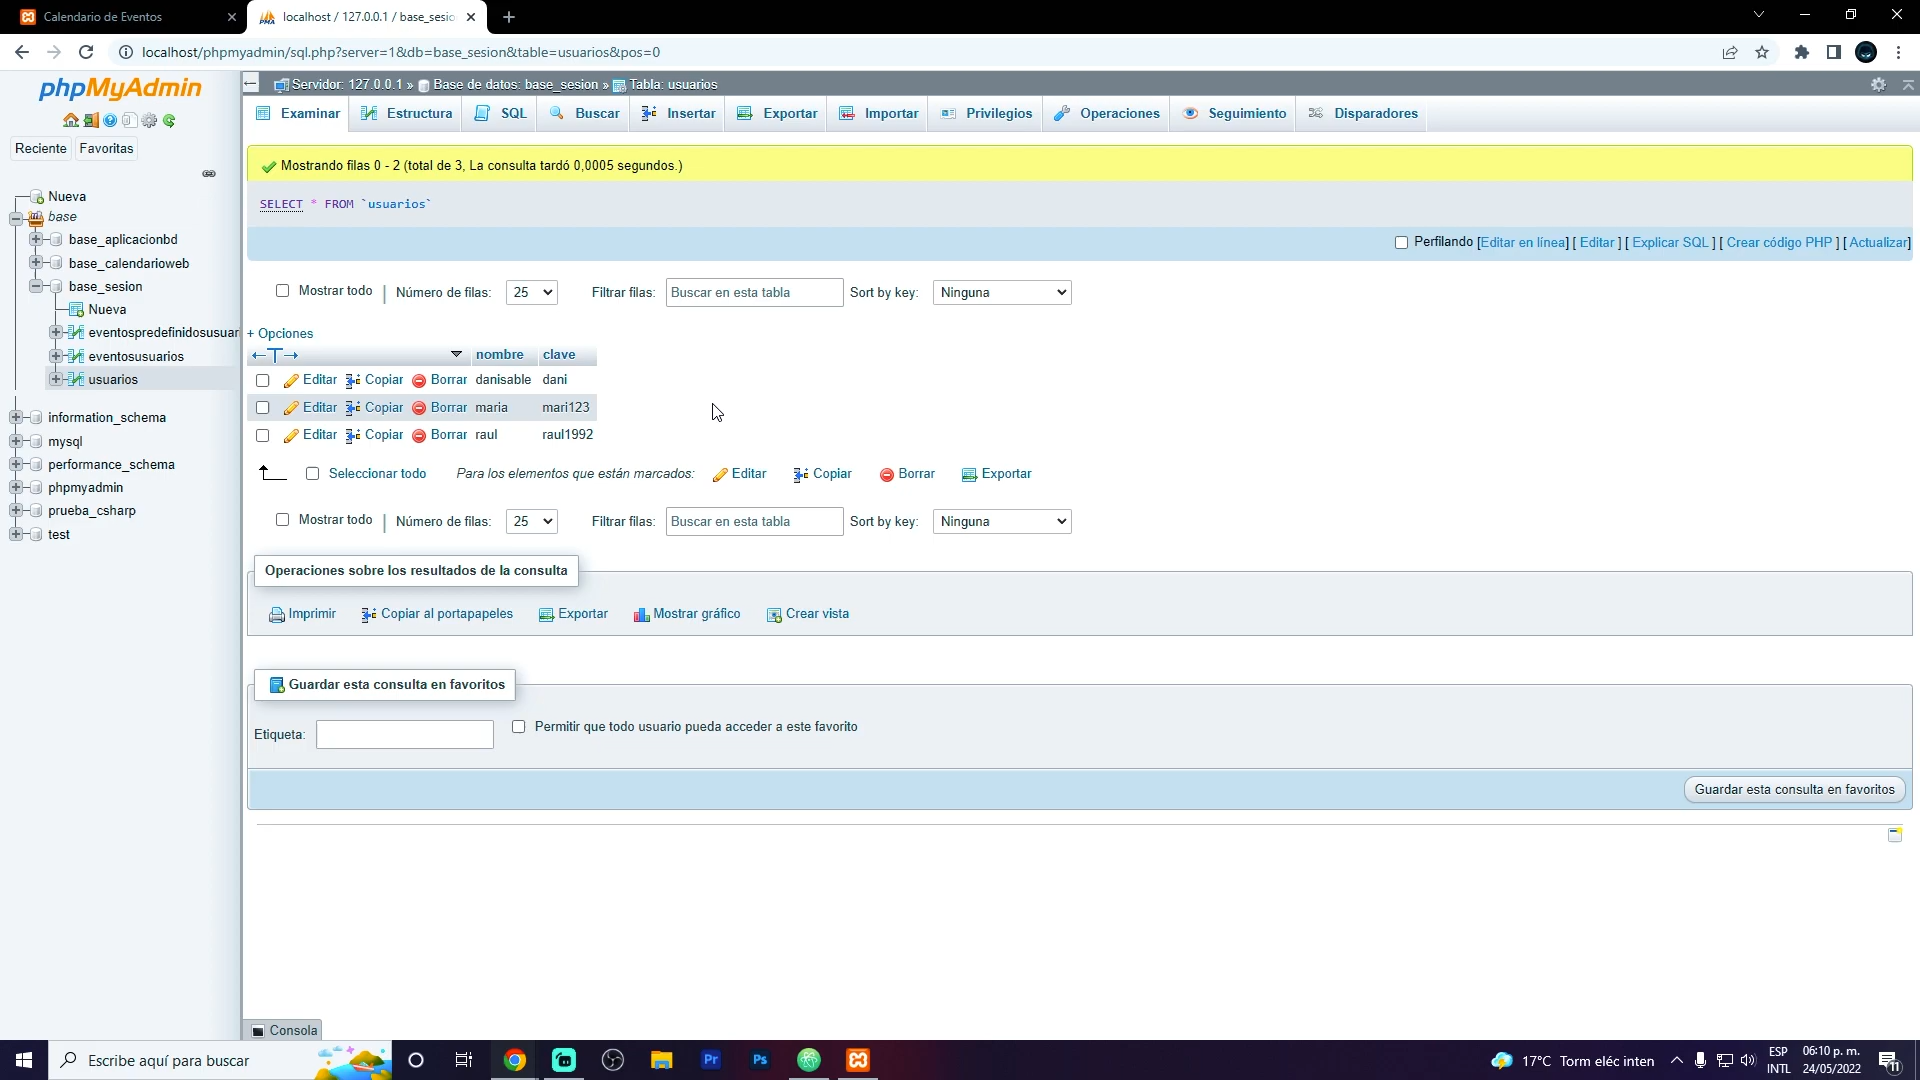 Calendario de Eventos
localhost / 127.0.0.1 / base_sesio
localhost/phpmyadmin/sql.php?server=1&db=base_sesion&table=usuarios&pos=0
phpMyAdmin
Reciente Favoritas
Nueva
base
base_aplicacionbd
base_calendarioweb
base_sesion
Nueva
eventospredefinidosusuar
eventosusuarios
usuarios
information_schema
mysql
performance_schema
phpmyadmin
prueba_csharp
test
Servidor: 127.0.0.1 » Base de datos: base_sesion » Tabla: usuarios
Examinar Estructura SQL Buscar Insertar Exportar Importar Privilegios Operaciones Seguimiento Disparadores
Mostrando filas 0 - 2 (total de 3, La consulta tardó 0,0005 segundos.)
SELECT * FROM `usuarios`
Perfilando [Editar en línea] [ Editar ] [ Explicar SQL ] [ Crear código PHP ] [ Actualizar]
Mostrar todo | Número de filas: 25 Filtrar filas: Buscar en esta tabla Sort by key: Ninguna
+ Opciones
←T→ nombre clave
Editar Copiar Borrar danisable dani
Editar Copiar Borrar maria mari123
Editar Copiar Borrar raul raul1992
Seleccionar todo Para los elementos que están marcados: Editar Copiar Borrar Exportar
Mostrar todo | Número de filas: 25 Filtrar filas: Buscar en esta tabla Sort by key: Ninguna
Operaciones sobre los resultados de la consulta
Imprimir Copiar al portapapeles Exportar Mostrar gráfico Crear vista
Guardar esta consulta en favoritos
Etiqueta: Permitir que todo usuario pueda acceder a este favorito
Guardar esta consulta en favoritos
Consola
Escribe aquí para buscar
Pr
Ps
17°C Torm eléc inten
ESP
INTL
06:10 p. m.
24/05/2022
11